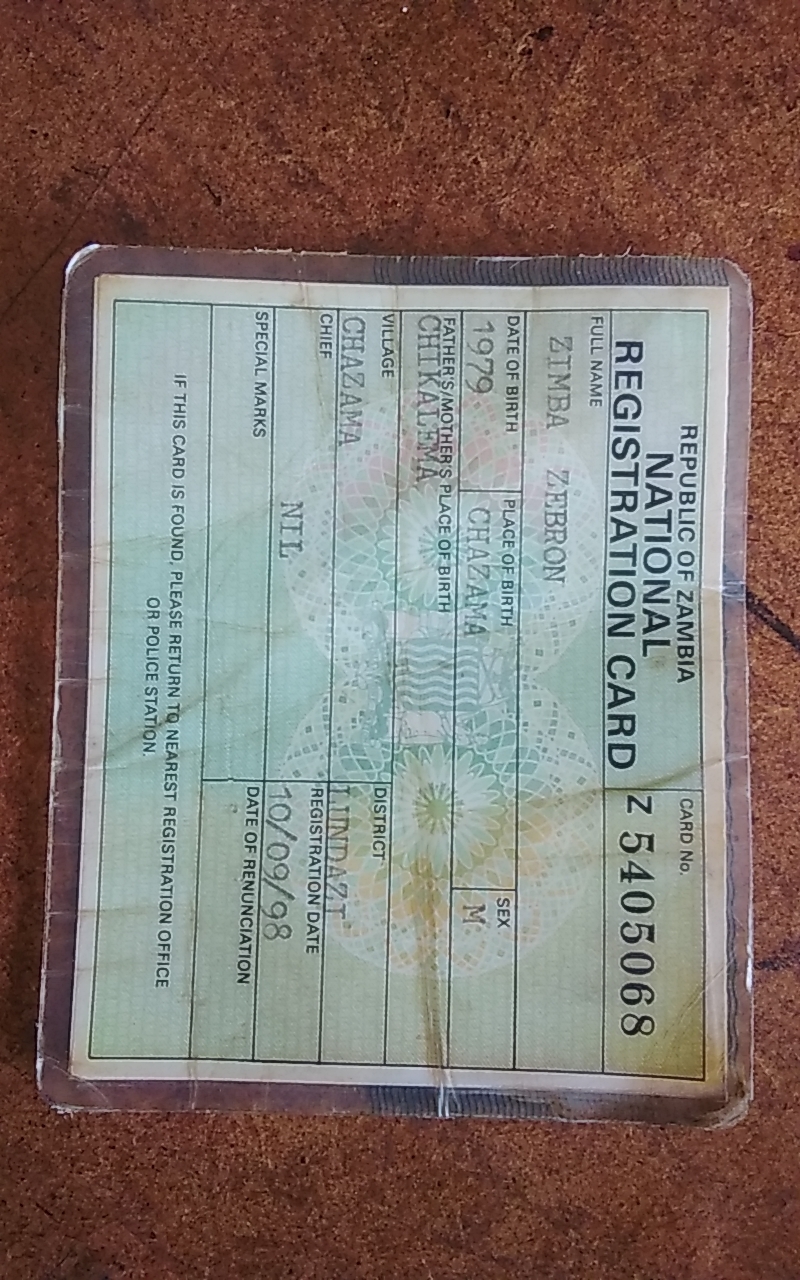 REPUBLIC OF ZAMBIA
NATIONAL
REGISTRATION CARD
CARD No.
Z 5405068
FULL NAME
ZIMBA ZEBRON
DATE OF BIRTH
1979
PLACE OF BIRTH
CHAZAMA
SEX
M
FATHER'S/MOTHER'S PLACE OF BIRTH
CHIKALEMA
VILLAGE
CHAZAMA
DISTRICT
LUNDAZI
CHIEF
REGISTRATION DATE
10/09/98
NIL
SPECIAL MARKS
DATE OF RENUNCIATION
IF THIS CARD IS FOUND, PLEASE RETURN TO NEAREST REGISTRATION OFFICE
OR POLICE STATION.